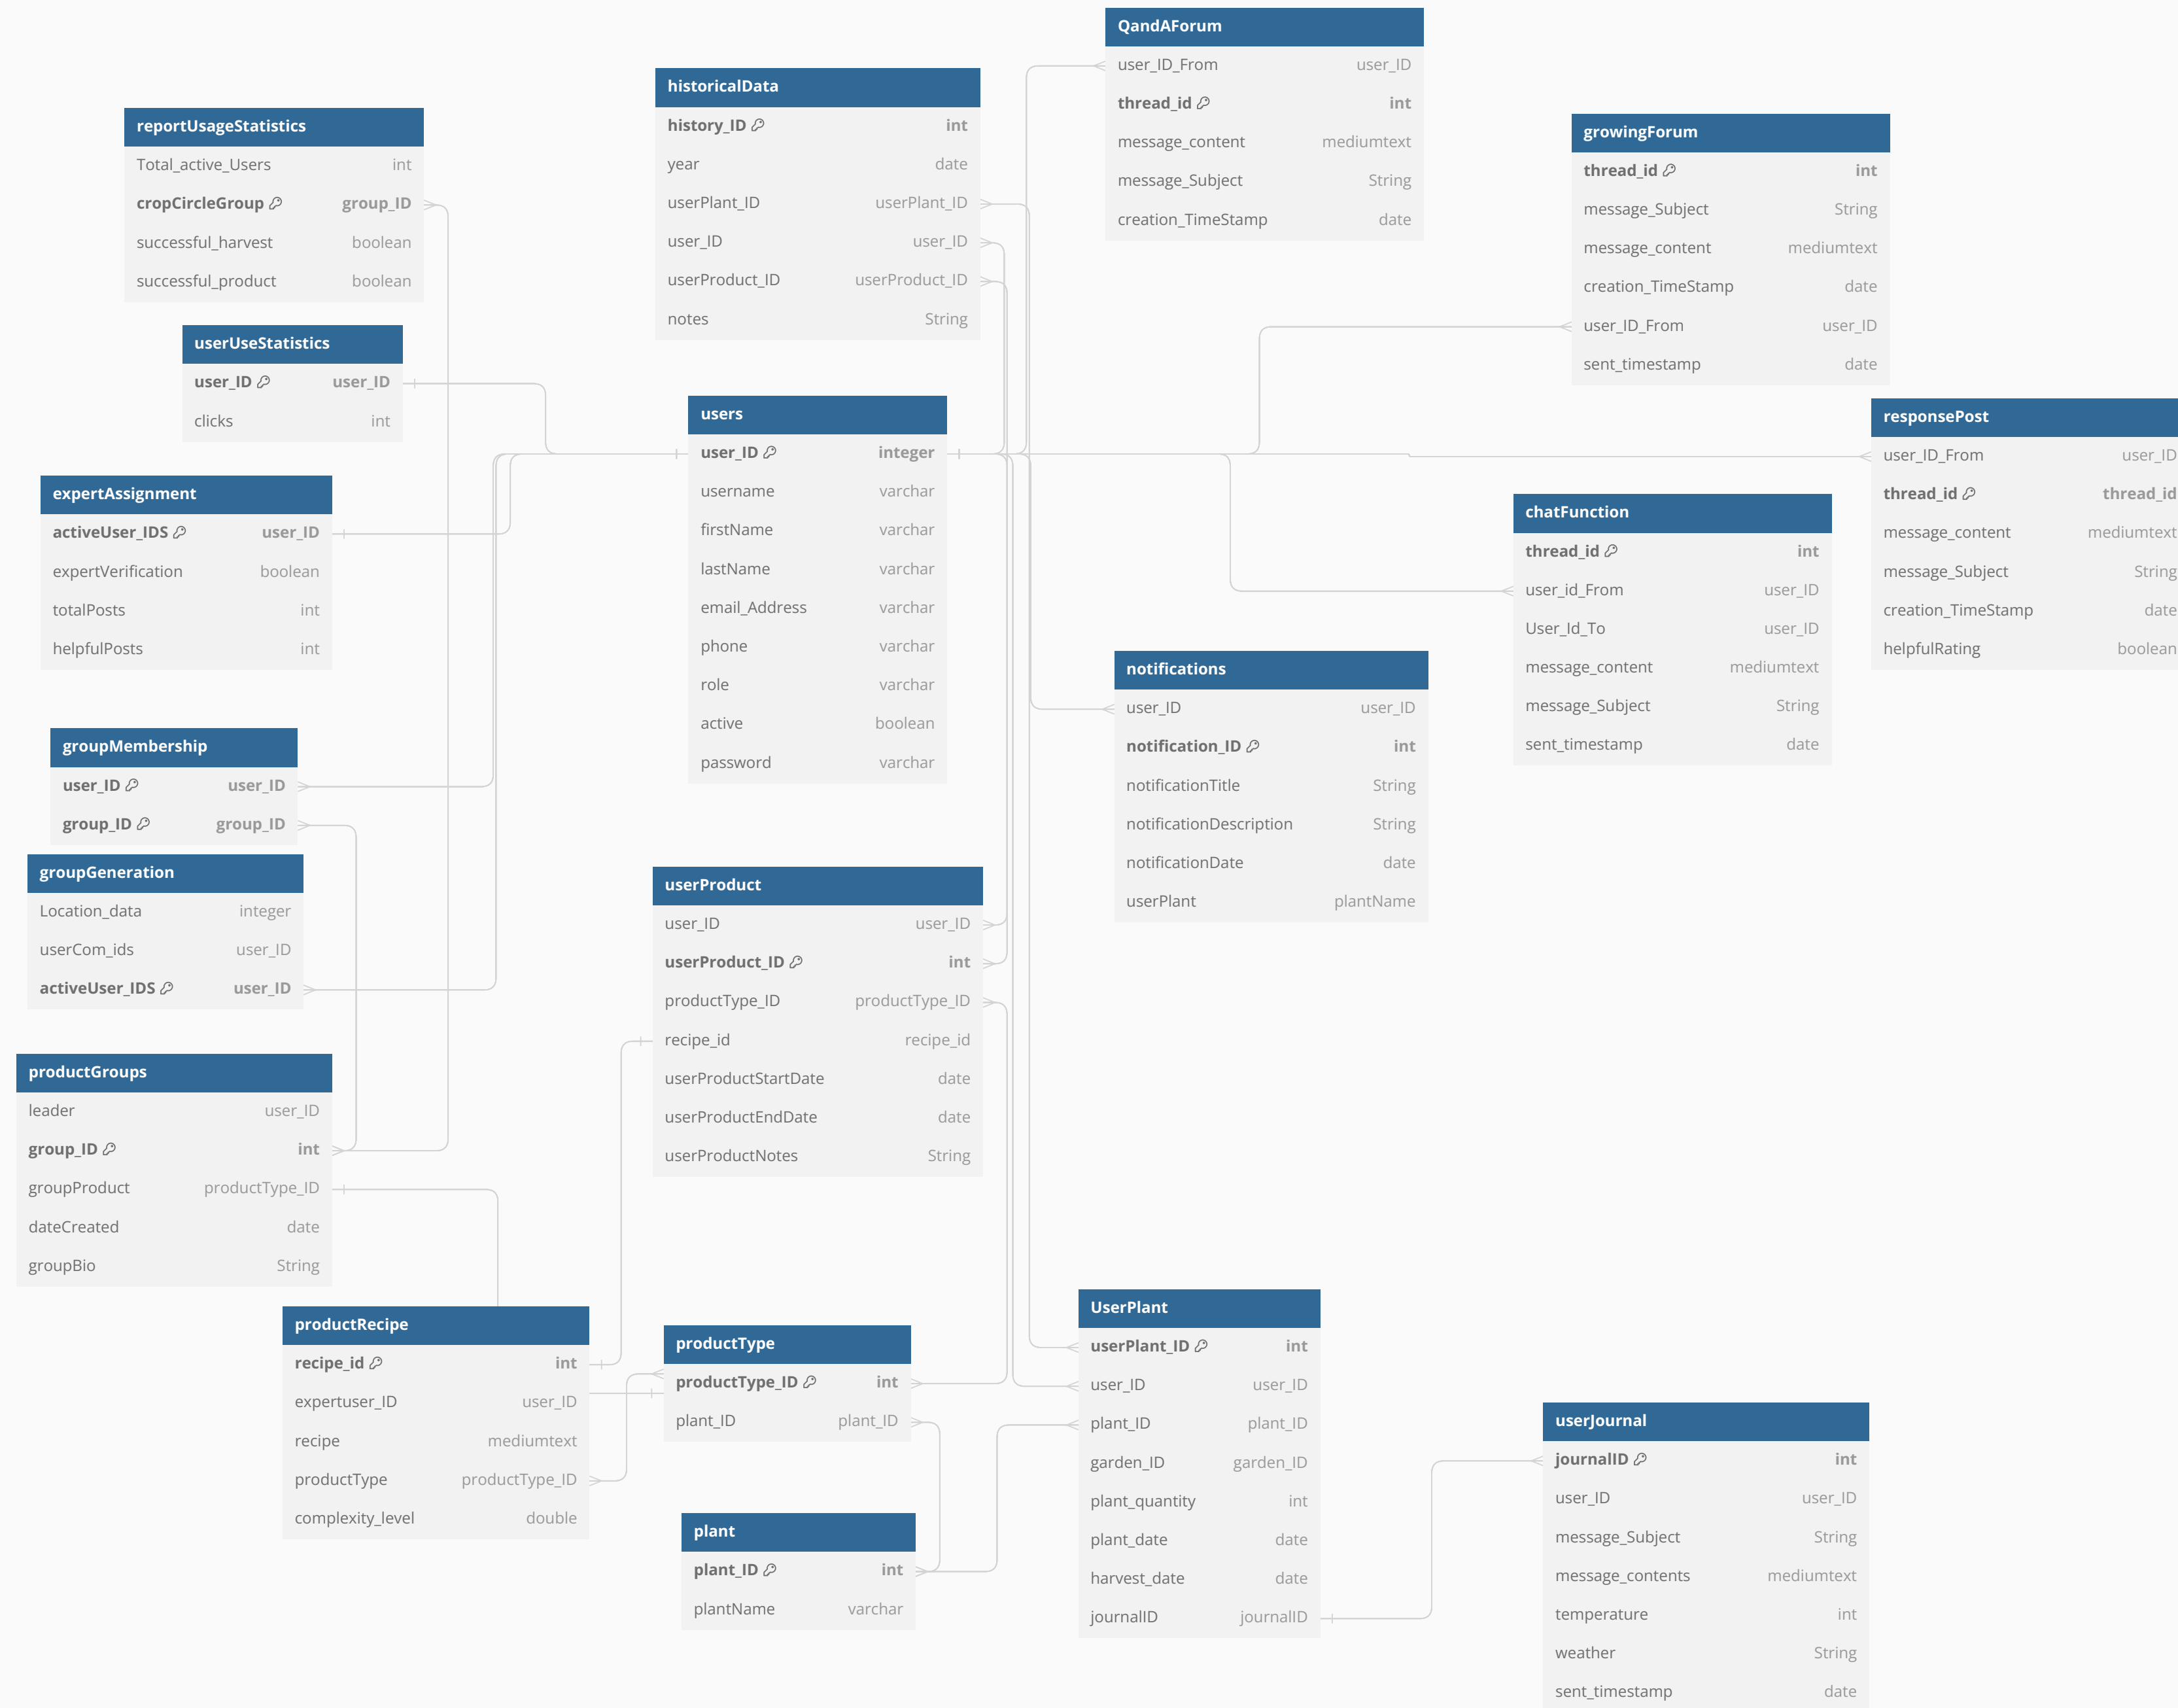 QandAForum
user_ID_From user_ID
thread_id int
message_content mediumtext
message_Subject String
creation_TimeStamp date
historicalData
history_ID int
year date
userPlant_ID userPlant_ID
user_ID user_ID
userProduct_ID userProduct_ID
notes String
reportUsageStatistics
Total_active_Users int
cropCircleGroup group_ID
successful_harvest boolean
successful_product boolean
growingForum
thread_id int
message_Subject String
message_content mediumtext
creation_TimeStamp date
user_ID_From user_ID
sent_timestamp date
userUseStatistics
user_ID user_ID
clicks int
users
user_ID integer
username varchar
firstName varchar
lastName varchar
email_Address varchar
phone varchar
role varchar
active boolean
password varchar
responsePost
user_ID_From user_ID
thread_id thread_id
message_content mediumtext
message_Subject String
creation_TimeStamp date
helpfulRating boolean
expertAssignment
activeUser_IDS user_ID
expertVerification boolean
totalPosts int
helpfulPosts int
chatFunction
thread_id int
user_id_From user_ID
User_Id_To user_ID
message_content mediumtext
message_Subject String
sent_timestamp date
notifications
user_ID user_ID
notification_ID int
notificationTitle String
notificationDescription String
notificationDate date
userPlant plantName
groupMembership
user_ID user_ID
group_ID group_ID
groupGeneration
Location_data integer
userCom_ids user_ID
activeUser_IDS user_ID
userProduct
user_ID user_ID
userProduct_ID int
productType_ID productType_ID
recipe_id recipe_id
userProductStartDate date
userProductEndDate date
userProductNotes String
productGroups
leader user_ID
group_ID int
groupProduct productType_ID
dateCreated date
groupBio String
productRecipe
recipe_id int
expertuser_ID user_ID
recipe mediumtext
productType productType_ID
complexity_level double
productType
productType_ID int
plant_ID plant_ID
UserPlant
userPlant_ID int
user_ID user_ID
plant_ID plant_ID
garden_ID garden_ID
plant_quantity int
plant_date date
harvest_date date
journalID journalID
plant
plant_ID int
plantName varchar
userJournal
journalID int
user_ID user_ID
message_Subject String
message_contents mediumtext
temperature int
weather String
sent_timestamp date